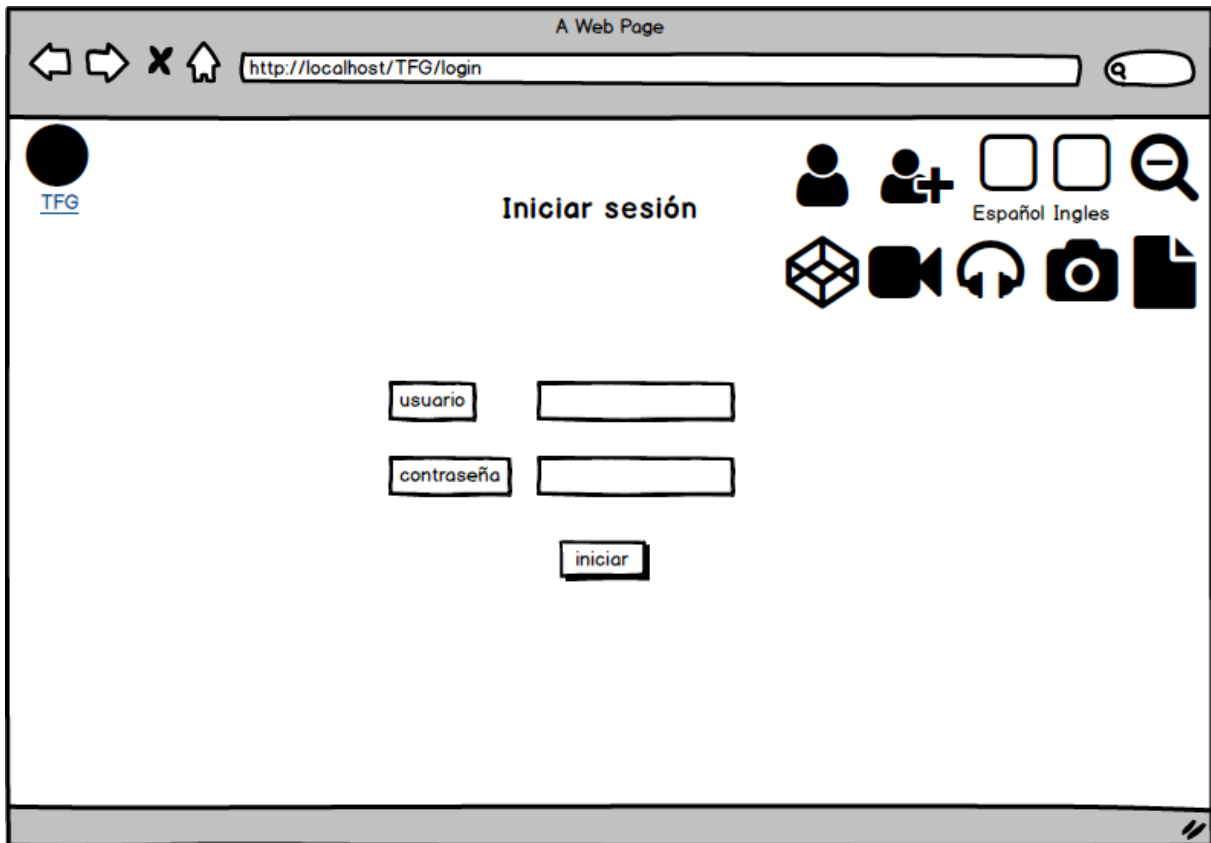 A Web Page
http://localhost/TFG/login
TFG
Iniciar sesión
Español Ingles
usuario
contraseña
iniciar